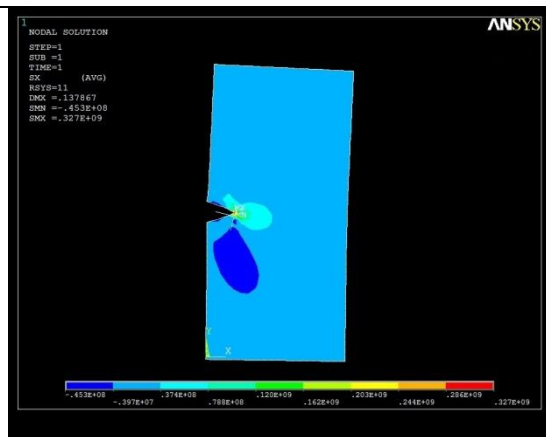 1
ANSYS
NODAL SOLUTION
STEP=1
SUB =1
TIME=1
SX (AVG)
RSYS=11
DMX =.137867
SMN =-.453E+08
SMX =.327E+09
Y
X
-.453E+08 .374E+08 .120E+09 .203E+09 .286E+09
-.397E+07 .788E+08 .162E+09 .244E+09 .327E+09